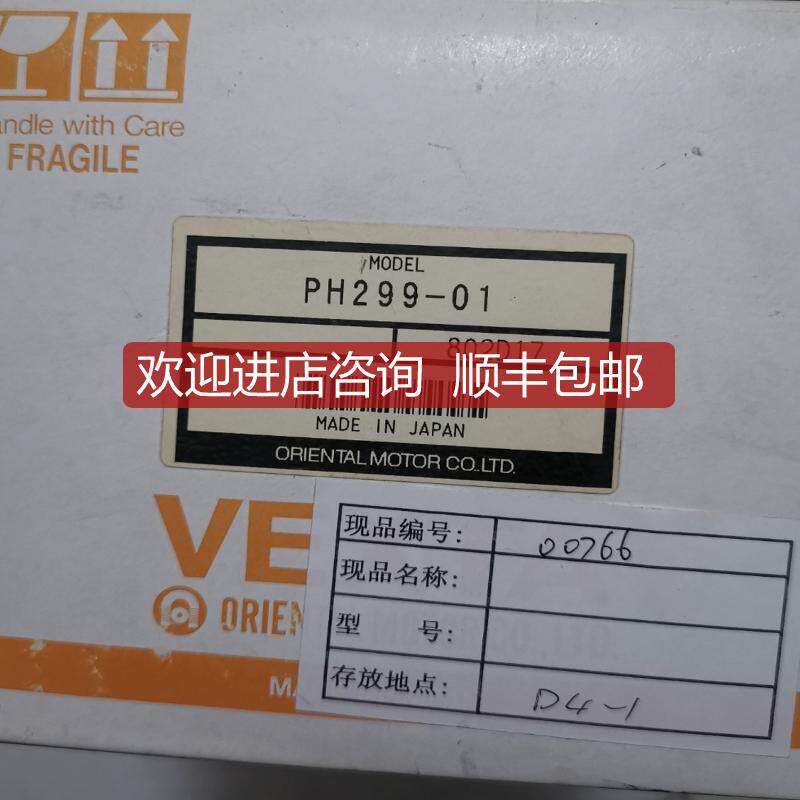 andle with Care
FRAGILE
MODEL
PH299-01
802D17
欢迎进店咨询 顺丰包邮
MADE IN JAPAN
ORIENTAL MOTOR CO.,LTD.
VE
ORIEN
MA
现品编号: 00766
现品名称:
型 号:
存放地点: D4-1